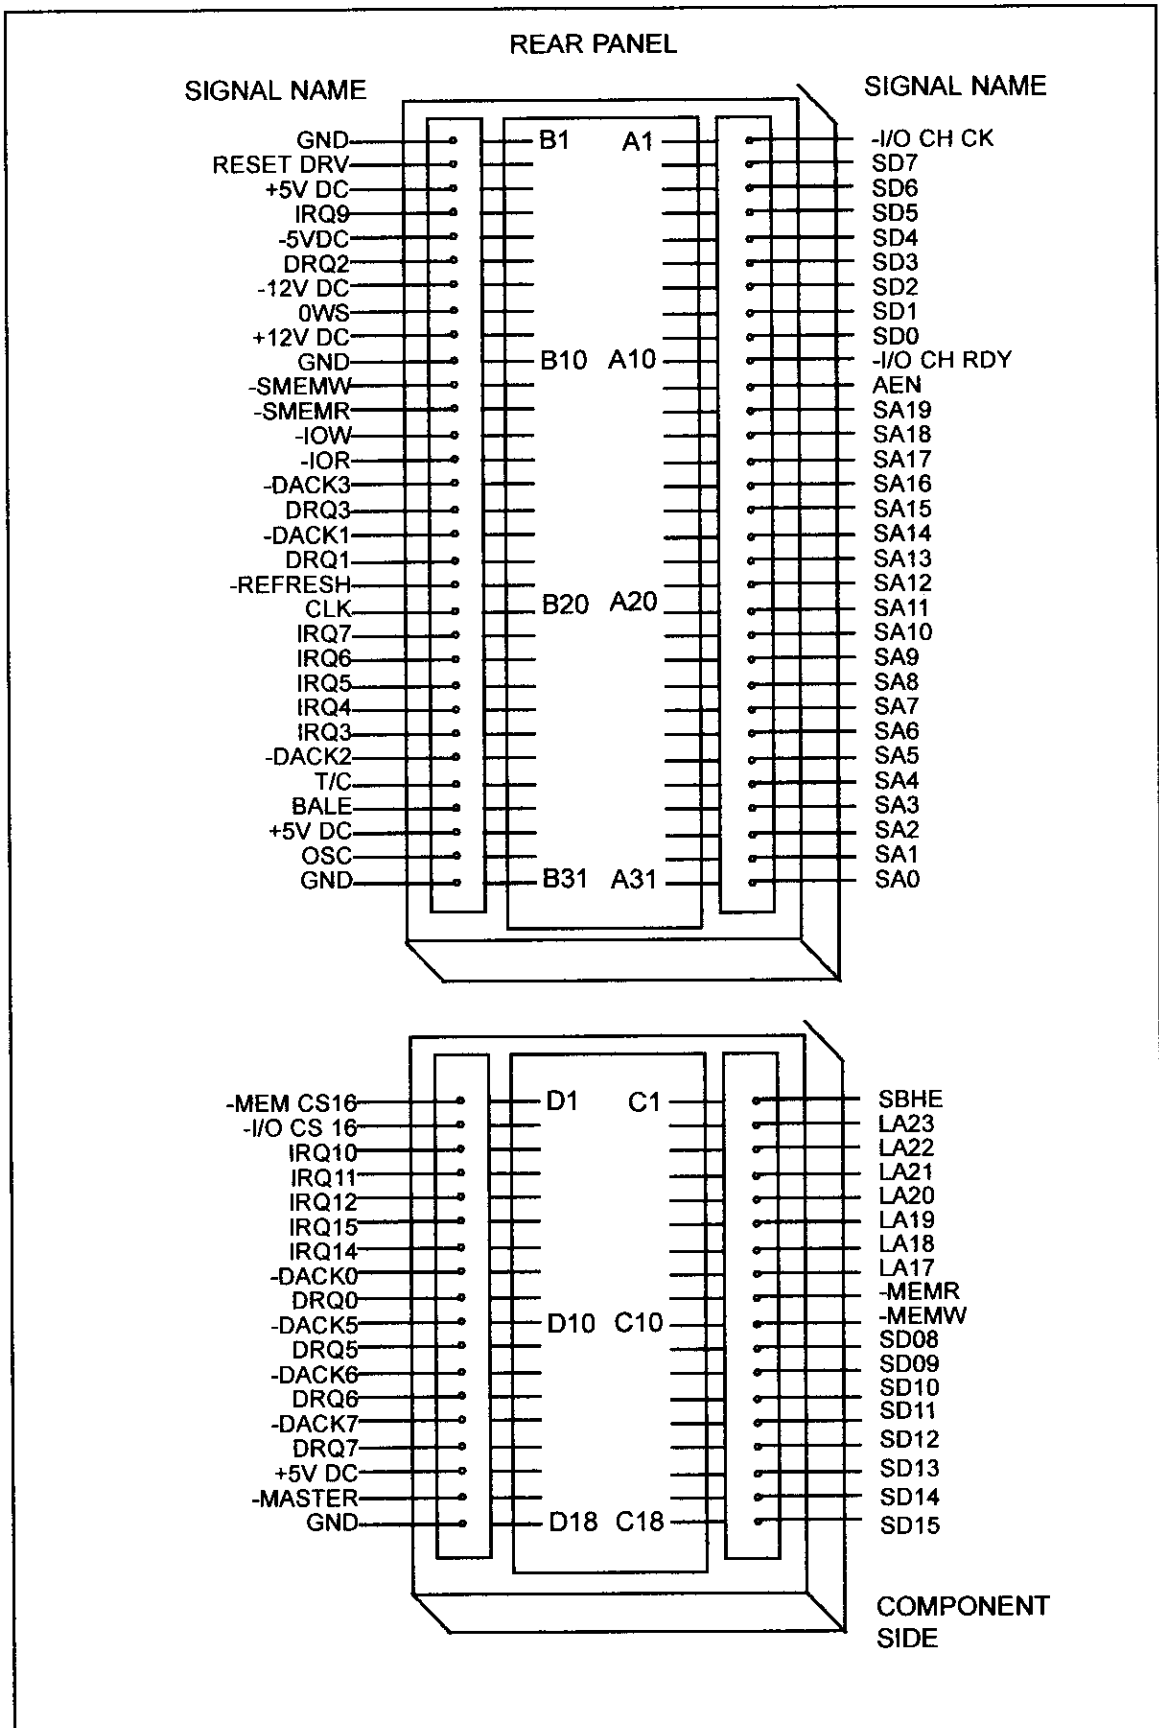 REAR PANEL
SIGNAL NAME SIGNAL NAME
GND B1 A1 -I/O CH CK
RESET DRV SD7
+5V DC SD6
IRQ9 SD5
-5VDC SD4
DRQ2 SD3
-12V DC SD2
0WS SD1
+12V DC SD0
GND B10 A10 -I/O CH RDY
-SMEMW AEN
-SMEMR SA19
-IOW SA18
-IOR SA17
-DACK3 SA16
DRQ3 SA15
-DACK1 SA14
DRQ1 SA13
-REFRESH SA12
CLK B20 A20 SA11
IRQ7 SA10
IRQ6 SA9
IRQ5 SA8
IRQ4 SA7
IRQ3 SA6
-DACK2 SA5
T/C SA4
BALE SA3
+5V DC SA2
OSC SA1
GND B31 A31 SA0
-MEM CS16 D1 C1 SBHE
-I/O CS 16 LA23
IRQ10 LA22
IRQ11 LA21
IRQ12 LA20
IRQ15 LA19
IRQ14 LA18
-DACK0 LA17
DRQ0 -MEMR
-DACK5 D10 C10 -MEMW
DRQ5 SD08
-DACK6 SD09
DRQ6 SD10
-DACK7 SD11
DRQ7 SD12
+5V DC SD13
-MASTER SD14
GND D18 C18 SD15
COMPONENT
SIDE